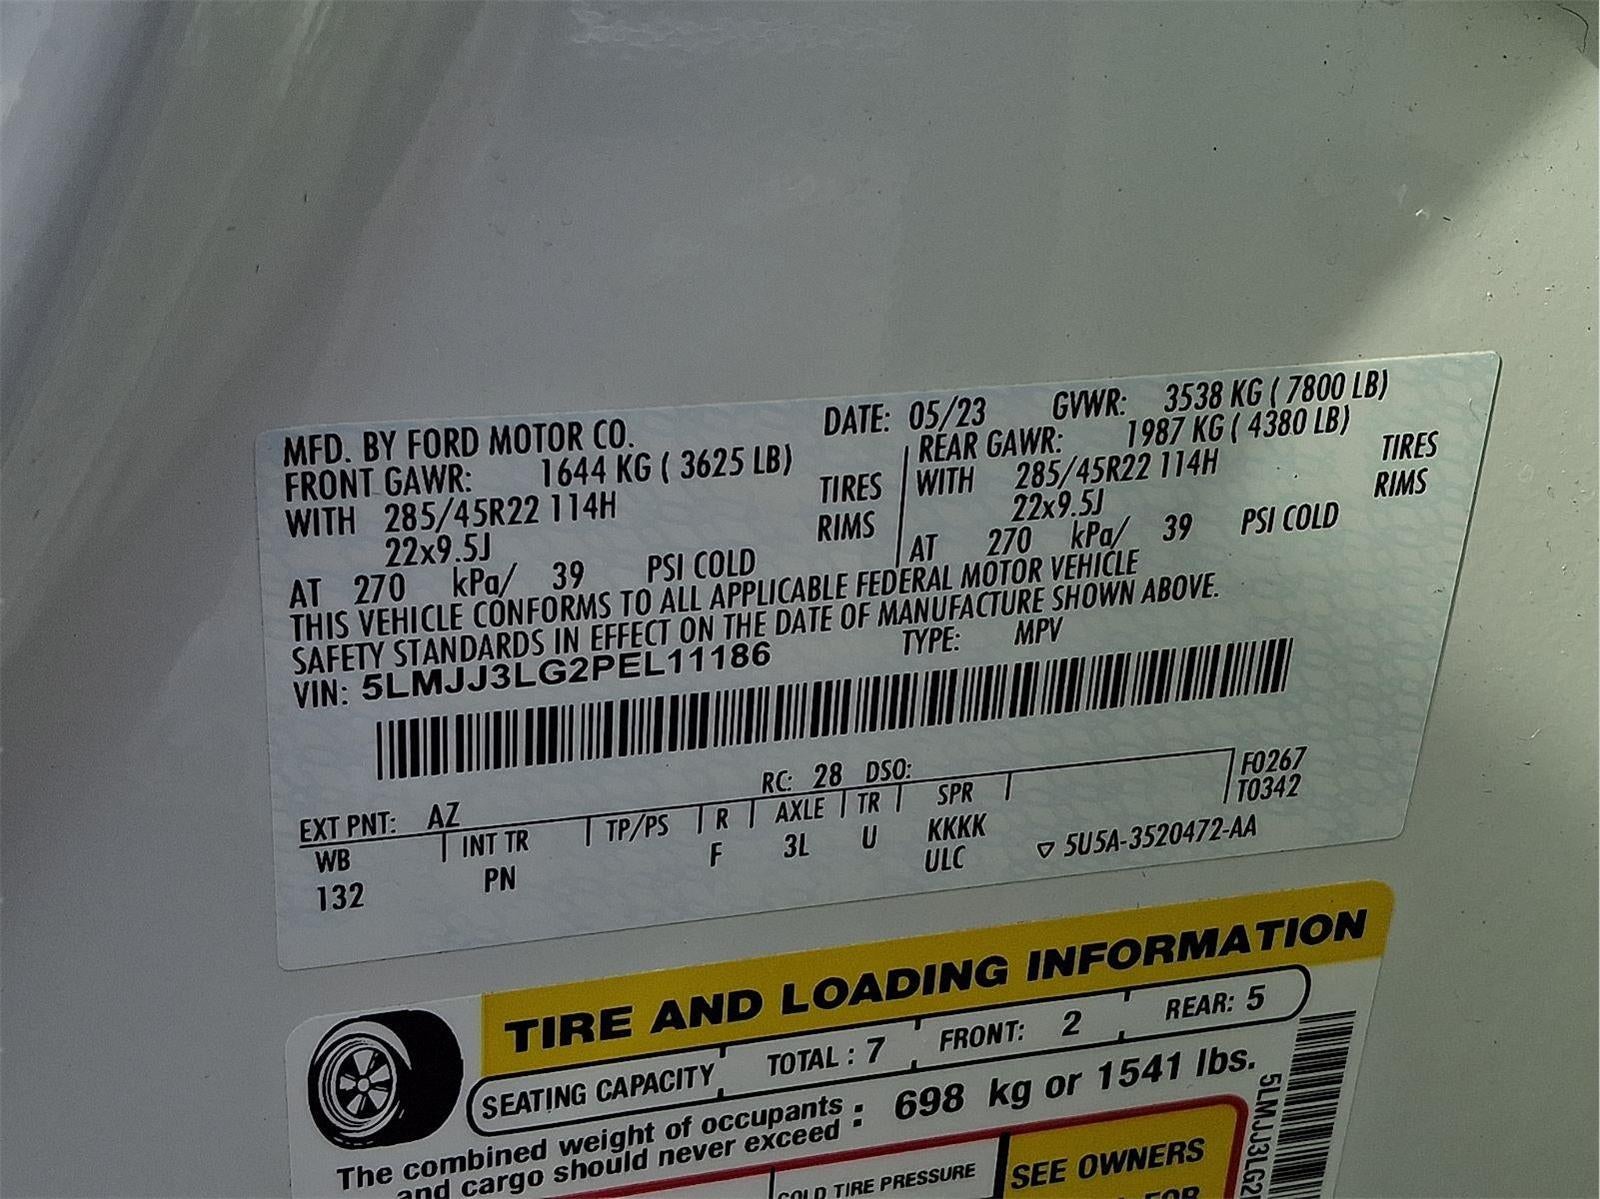 MFD. BY FORD MOTOR CO. DATE: 05/23 GVWR: 3538 KG ( 7800 LB)
FRONT GAWR: 1644 KG ( 3625 LB) REAR GAWR: 1987 KG ( 4380 LB)
WITH 285/45R22 114H TIRES WITH 285/45R22 114H TIRES
22x9.5J RIMS 22x9.5J RIMS
AT 270 kPa/ 39 PSI COLD AT 270 kPa/ 39 PSI COLD
THIS VEHICLE CONFORMS TO ALL APPLICABLE FEDERAL MOTOR VEHICLE
SAFETY STANDARDS IN EFFECT ON THE DATE OF MANUFACTURE SHOWN ABOVE.
VIN: 5LMJJ3LG2PEL11186 TYPE: MPV
EXT PNT: AZ RC: 28 DSO: F0267
WB INT TR TP/PS R AXLE TR SPR T0342
132 PN F 3L U KKKK
ULC 5U5A-3520472-AA
TIRE AND LOADING INFORMATION
SEATING CAPACITY TOTAL : 7 FRONT: 2 REAR: 5
The combined weight of occupants : 698 kg or 1541 lbs.
and cargo should never exceed :
COLD TIRE PRESSURE SEE OWNERS
FOR
5LMJJ3LG2